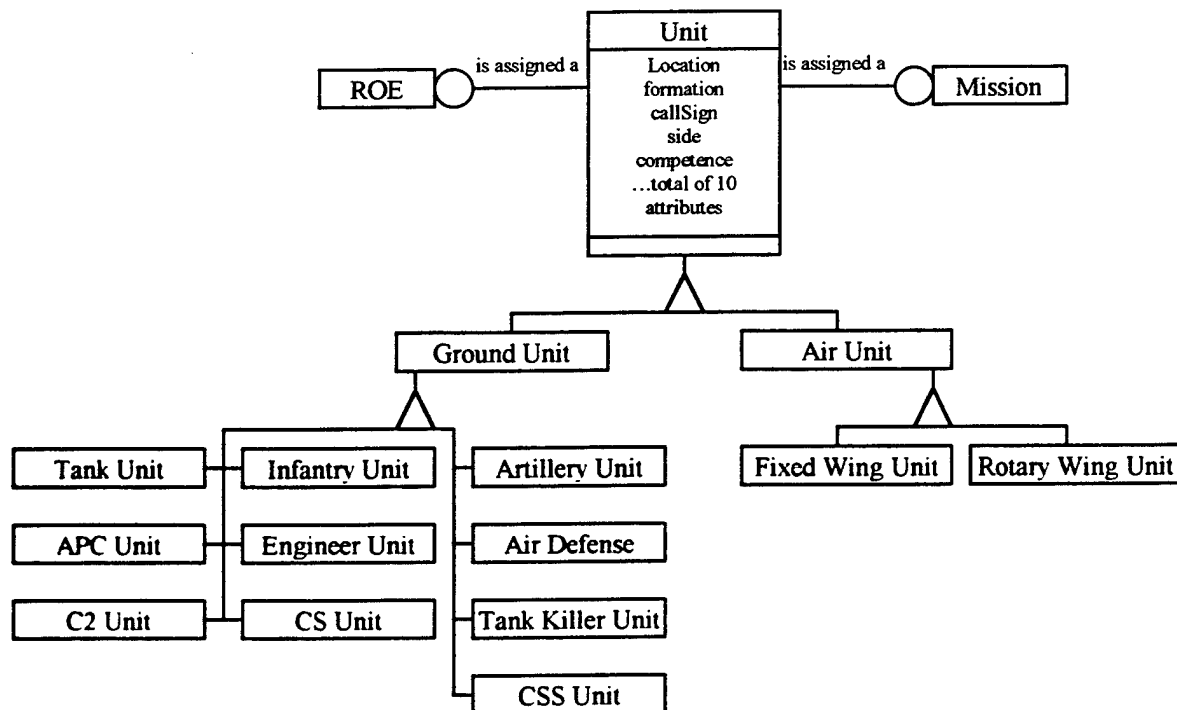 Unit
Location
formation
callSign
side
competence
...total of 10
attributes
is assigned a
ROE
is assigned a
Mission
Ground Unit
Air Unit
Tank Unit
Infantry Unit
Artillery Unit
Fixed Wing Unit
Rotary Wing Unit
APC Unit
Engineer Unit
Air Defense
C2 Unit
CS Unit
Tank Killer Unit
CSS Unit